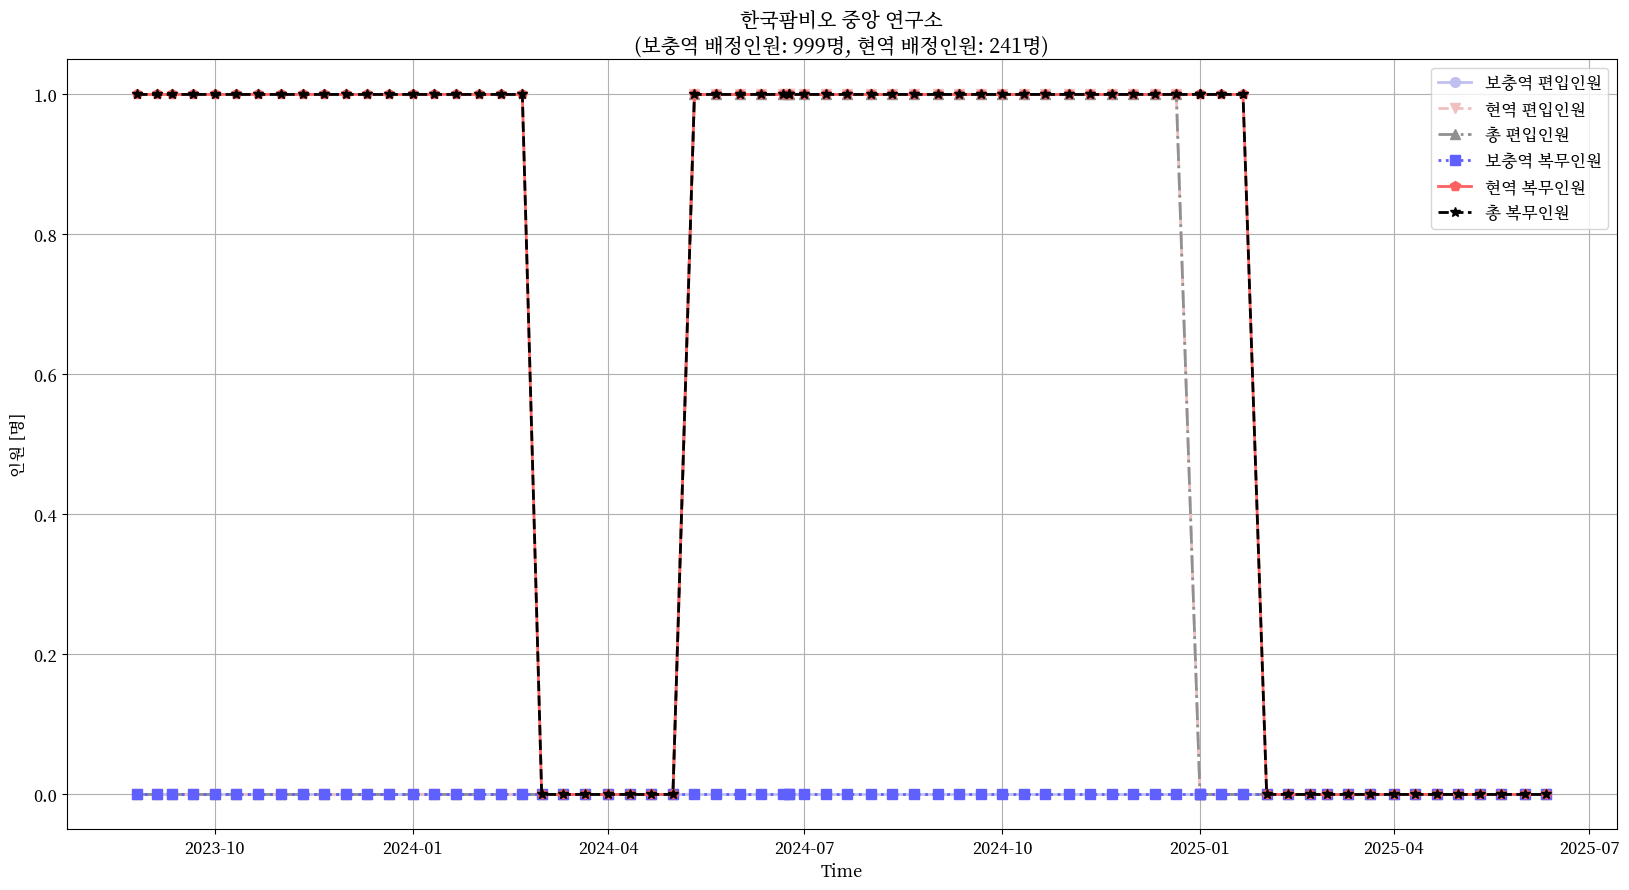 한국팜비오 중앙 연구소
(보충역 배정인원: 999명, 현역 배정인원: 241명)
보충역 편입인원
현역 편입인원
총 편입인원
보충역 복무인원
현역 복무인원
총 복무인원
1.0
0.8
0.6
0.4
0.2
0.0
인원 [명]
2023-10
2024-01
2024-04
2024-07
2024-10
2025-01
2025-04
2025-07
Time